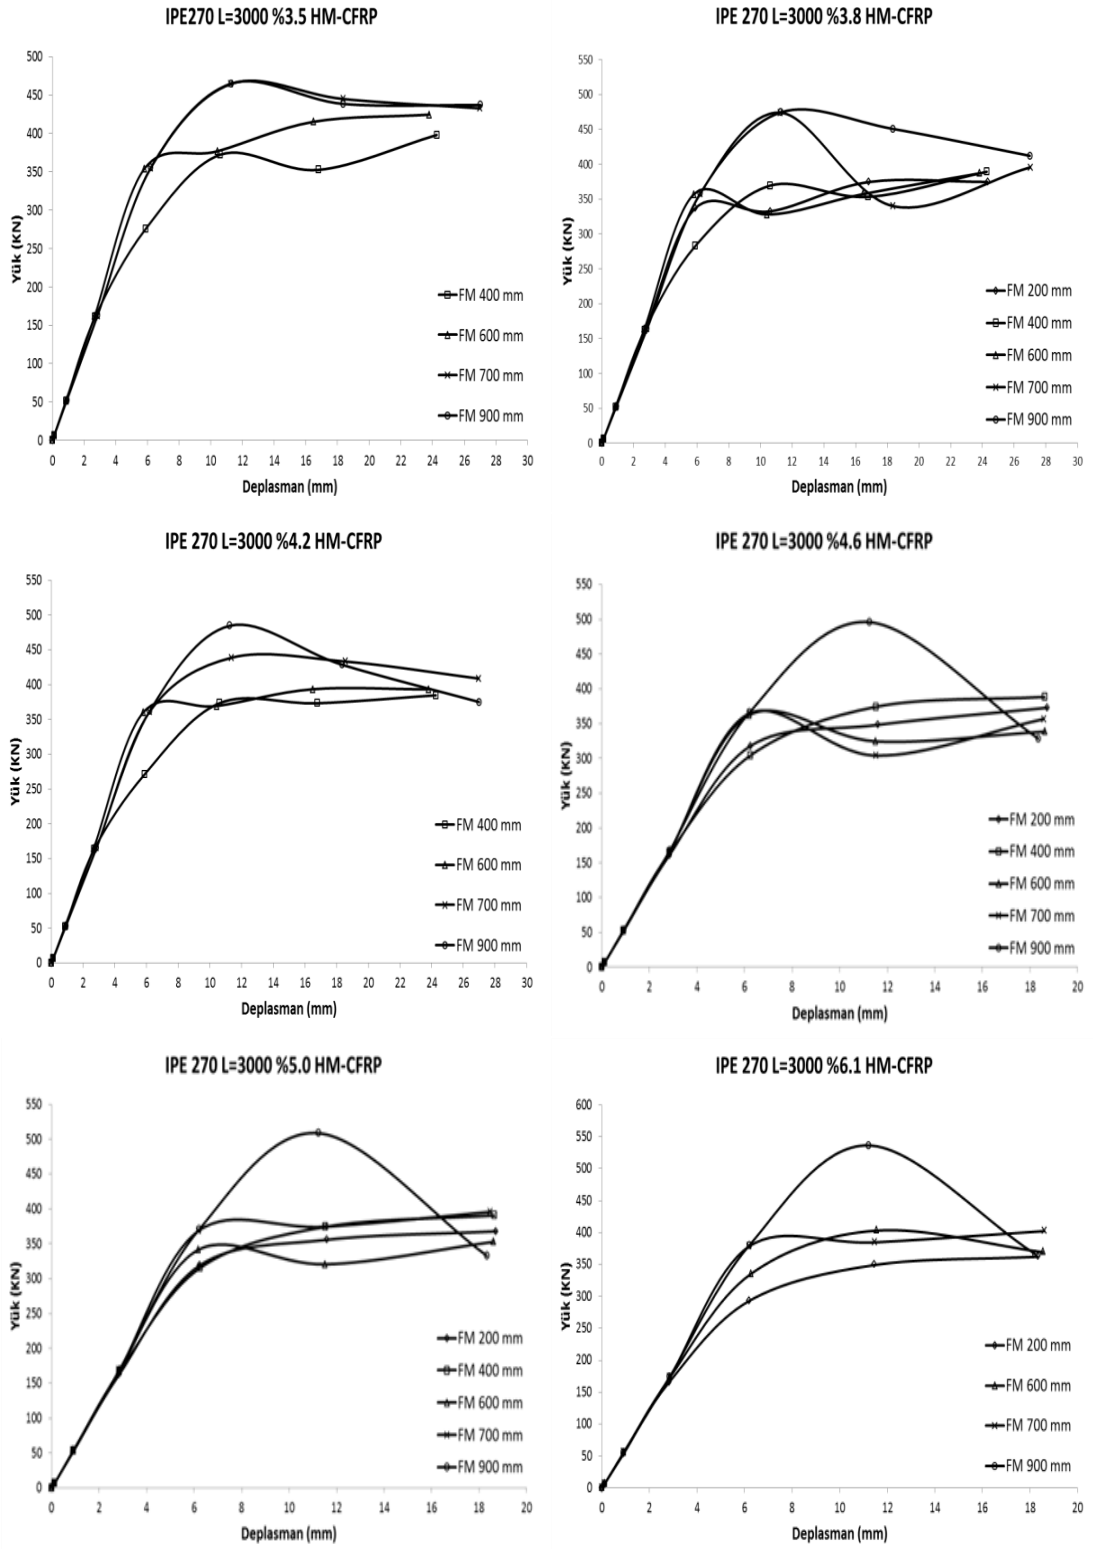 IPE270 L=3000 %3.5 HM-CFRP
500
450
400
350
300
250
200
150
100
50
0
Yük (KN)
FM 400 mm
FM 600 mm
FM 700 mm
FM 900 mm
0 2 4 6 8 10 12 14 16 18 20 22 24 26 28 30
Deplasman (mm)
IPE270 L=3000 %3.8 HM-CFRP
550
500
450
400
350
300
250
200
150
100
50
0
Yük (KN)
FM 200 mm
FM 400 mm
FM 600 mm
FM 700 mm
FM 900 mm
0 2 4 6 8 10 12 14 16 18 20 22 24 26 28 30
Deplasman (mm)
IPE 270 L=3000 %4.2 HM-CFRP
550
500
450
400
350
300
250
200
150
100
50
0
Yük (KN)
FM 400 mm
FM 600 mm
FM 700 mm
FM 900 mm
0 2 4 6 8 10 12 14 16 18 20 22 24 26 28 30
Deplasman (mm)
IPE 270 L=3000 %4.6 HM-CFRP
550
500
450
400
350
300
250
200
150
100
50
0
Yük (KN)
FM 200 mm
FM 400 mm
FM 600 mm
FM 700 mm
FM 900 mm
0 2 4 6 8 10 12 14 16 18 20
Deplasman (mm)
IPE 270 L=3000 %5.0 HM-CFRP
550
500
450
400
350
300
250
200
150
100
50
0
Yük (KN)
FM 200 mm
FM 400 mm
FM 600 mm
FM 700 mm
FM 900 mm
0 2 4 6 8 10 12 14 16 18 20
Deplasman (mm)
IPE 270 L=3000 %6.1 HM-CFRP
600
550
500
450
400
350
300
250
200
150
100
50
0
Yük (KN)
FM 200 mm
FM 600 mm
FM 700 mm
FM 900 mm
0 2 4 6 8 10 12 14 16 18 20
Deplasman (mm)